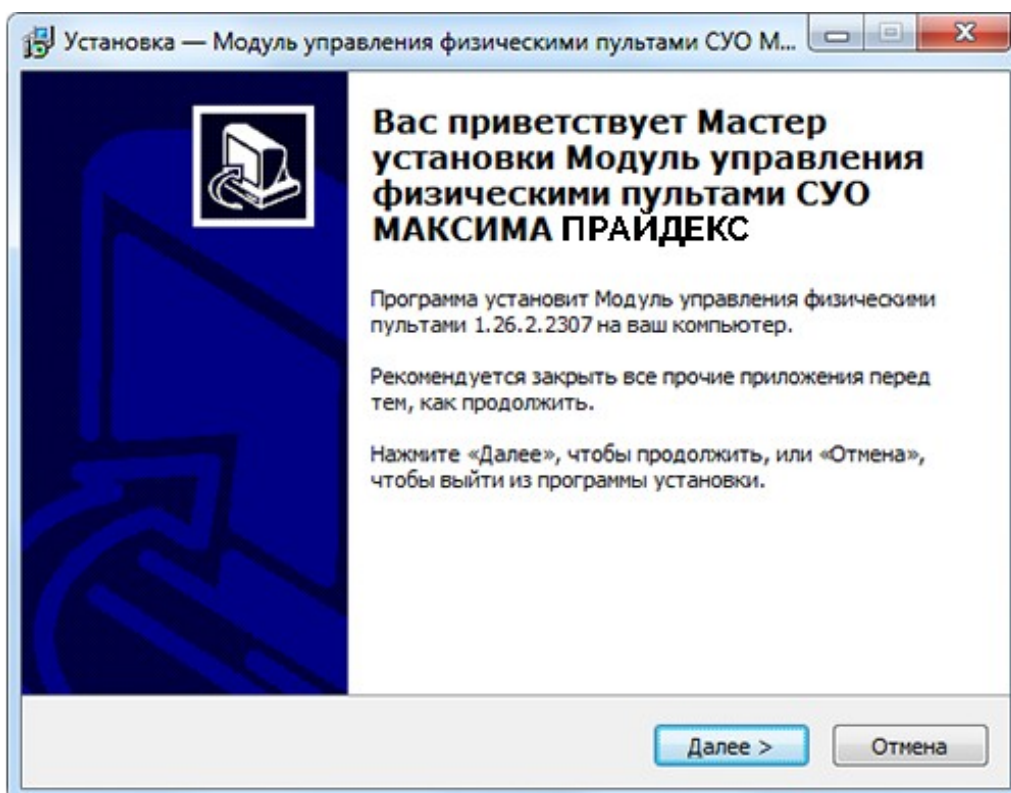 Установка — Модуль управления физическими пультами СУО М...
Вас приветствует Мастер
установки Модуль управления
физическими пультами СУО
МАКСИМА ПРАЙДЕКС
Программа установит Модуль управления физическими
пультами 1.26.2.2307 на ваш компьютер.
Рекомендуется закрыть все прочие приложения перед
тем, как продолжить.
Нажмите «Далее», чтобы продолжить, или «Отмена»,
чтобы выйти из программы установки.
Далее >
Отмена